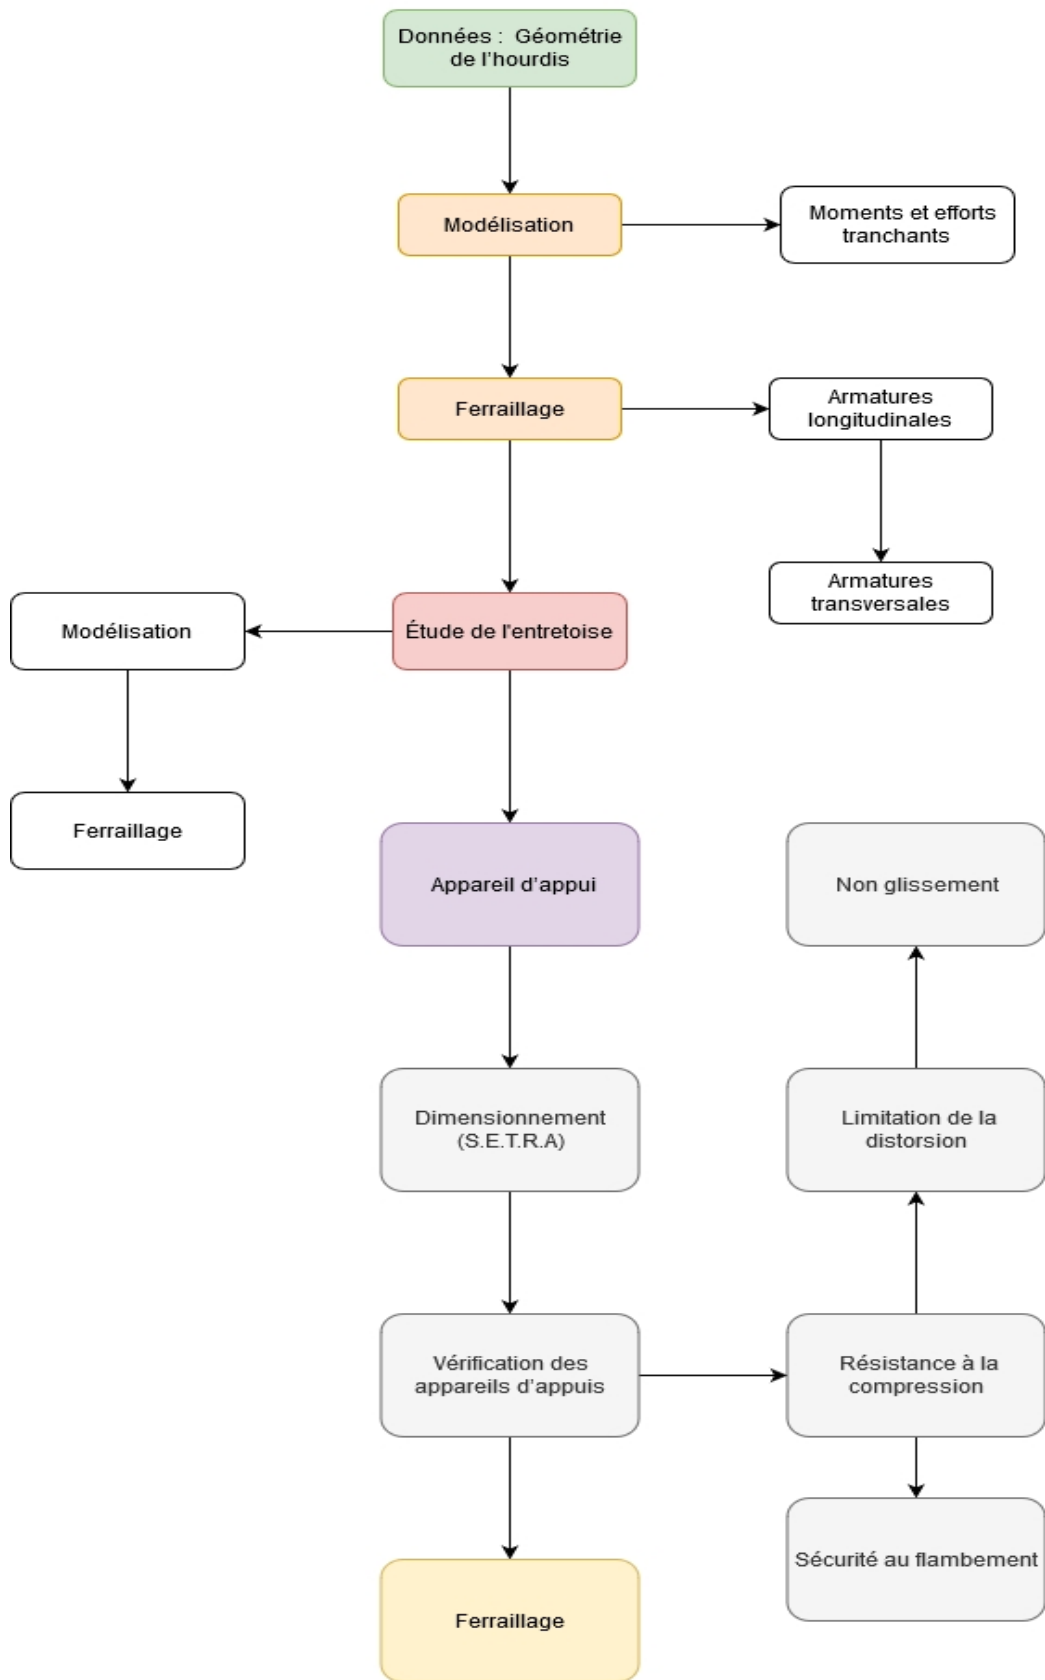 Données :  Géométrie
de l'hourdis
Modélisation
Moments et efforts
tranchants
Ferraillage
Armatures
longitudinales
Armatures
transversales
Modélisation
Étude de l'entretoise
Ferraillage
Appareil d’appui
Non glissement
Dimensionnement
(S.E.T.R.A)
Limitation de la
distorsion
Vérification des
appareils d’appuis
Résistance à la
compression
Sécurité au flambement
Ferraillage